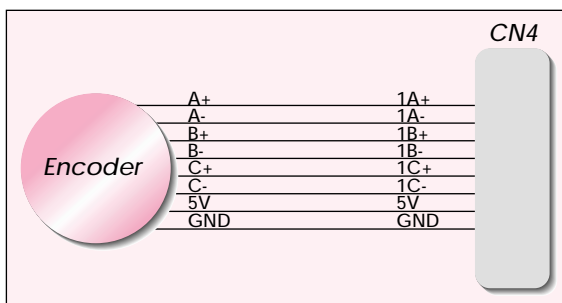 CN4
A+ 1A+
A- 1A-
B+ 1B+
B- 1B-
Encoder
C+ 1C+
C- 1C-
5V 5V
GND GND